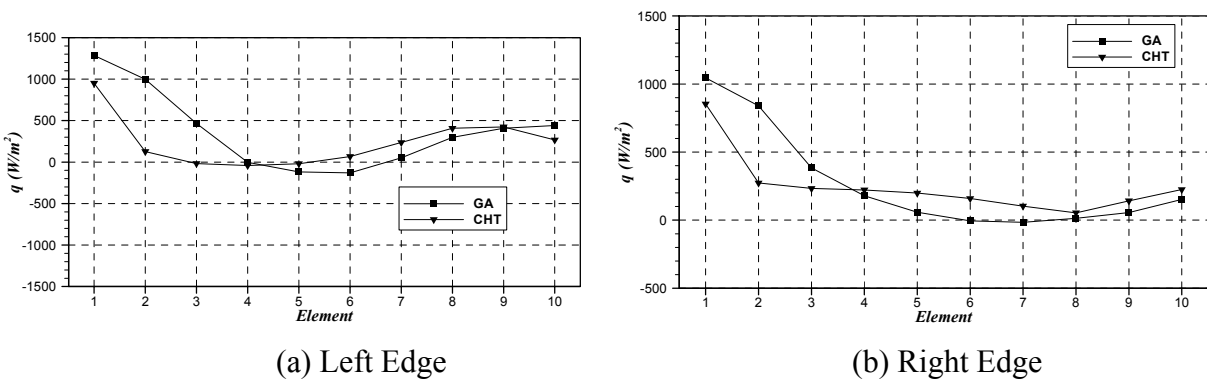 1500
1000
500
0
-500
-1000
-1500
q (W/m²)
1 2 3 4 5 6 7 8 9 10
Element
GA
CHT
(a) Left Edge
1500
1000
500
0
-500
q (W/m²)
1 2 3 4 5 6 7 8 9 10
Element
GA
CHT
(b) Right Edge